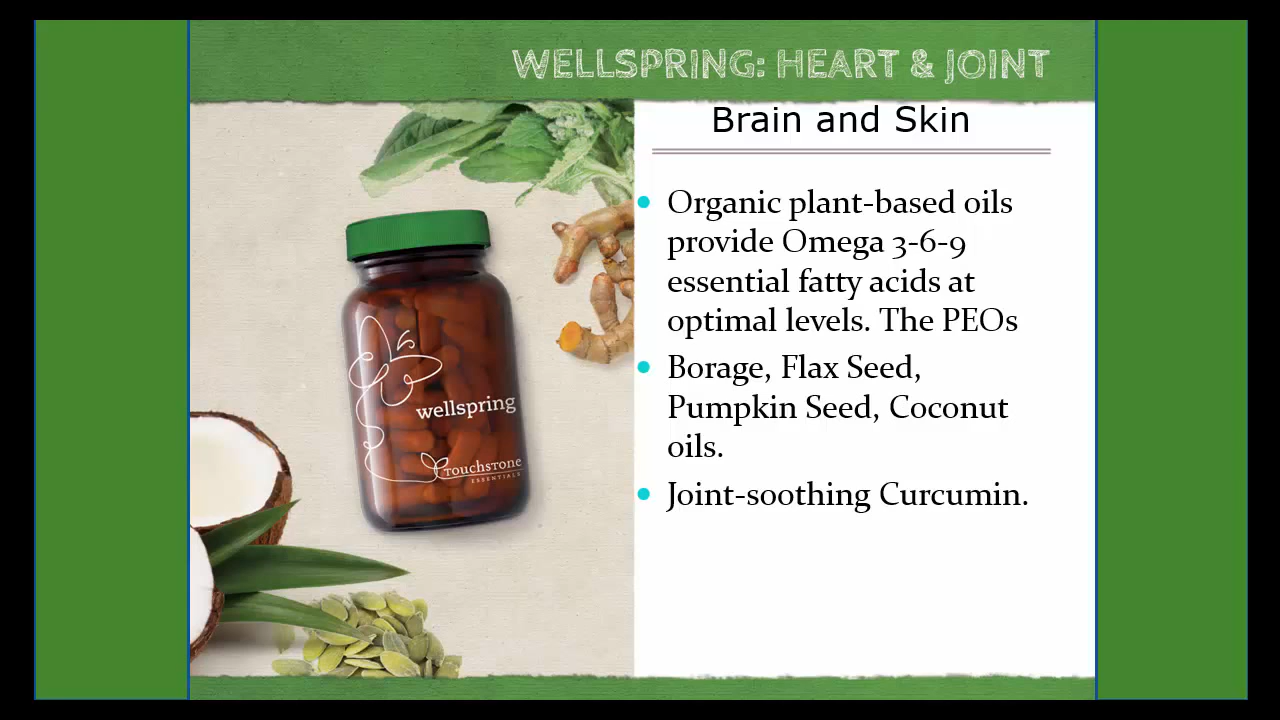 WELLSPRING: HEART & JOINT
Brain and Skin
• Organic plant-based oils
provide Omega 3-6-9
essential fatty acids at
optimal levels. The PEOs
• Borage, Flax Seed,
Pumpkin Seed, Coconut
oils.
• Joint-soothing Curcumin.
wellspring
TOUCHSTONE
ESSENTIALS